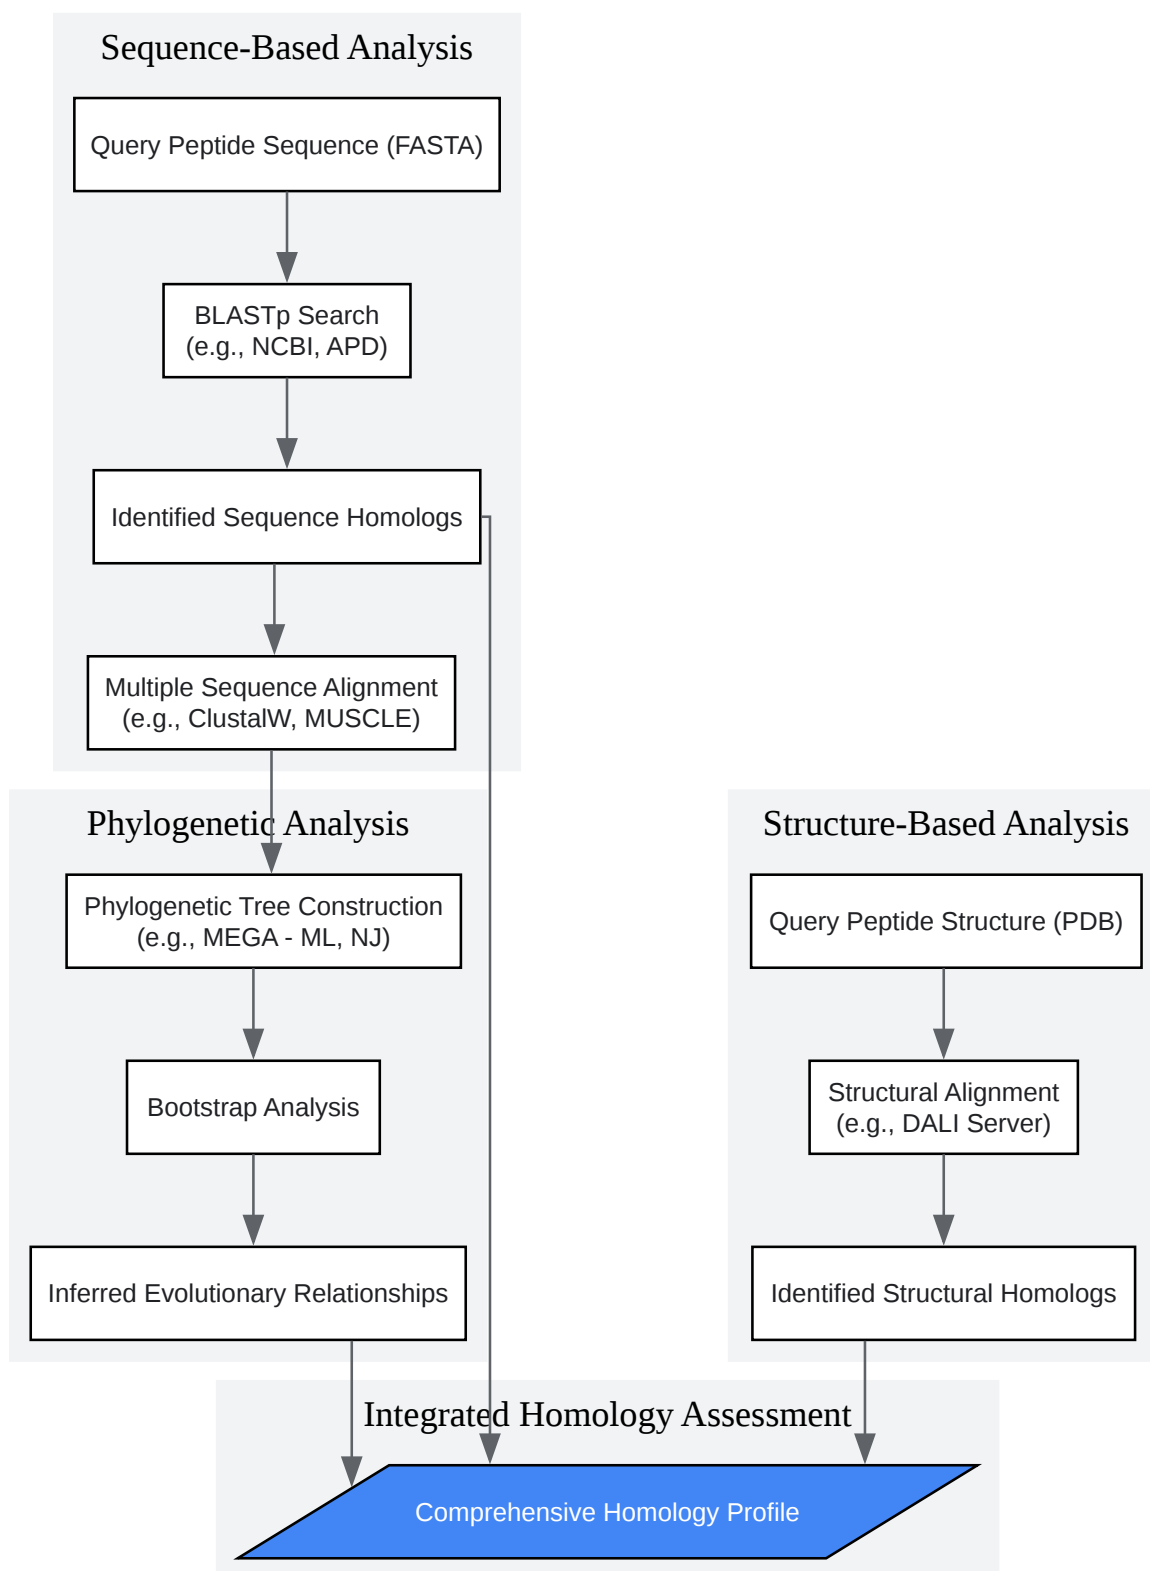 Sequence-Based Analysis
Query Peptide Sequence (FASTA)
BLASTp Search
(e.g., NCBI, APD)
Identified Sequence Homologs
Multiple Sequence Alignment
(e.g., ClustalW, MUSCLE)
Phylogenetic Analysis
Phylogenetic Tree Construction
(e.g., MEGA - ML, NJ)
Bootstrap Analysis
Inferred Evolutionary Relationships
Structure-Based Analysis
Query Peptide Structure (PDB)
Structural Alignment
(e.g., DALI Server)
Identified Structural Homologs
Integrated Homology Assessment
Comprehensive Homology Profile